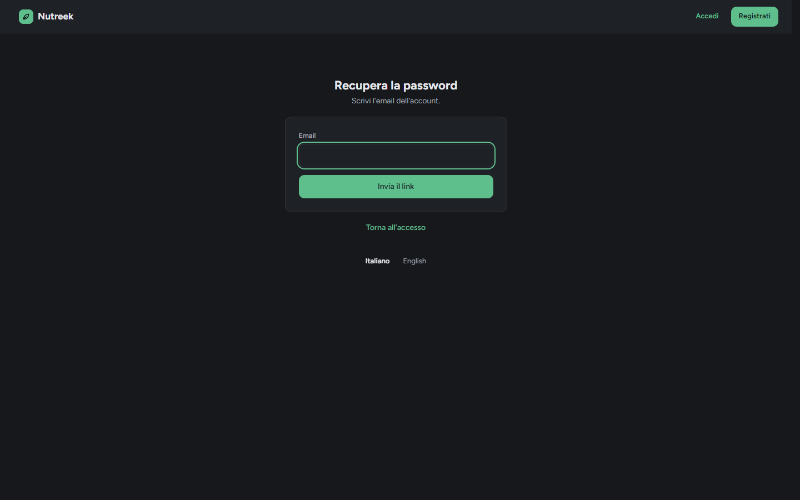 Nutreek
Accedi
Registrati
Recupera la password
Scrivi l'email dell'account.
Email
Invia il link
Torna all'accesso
Italiano English